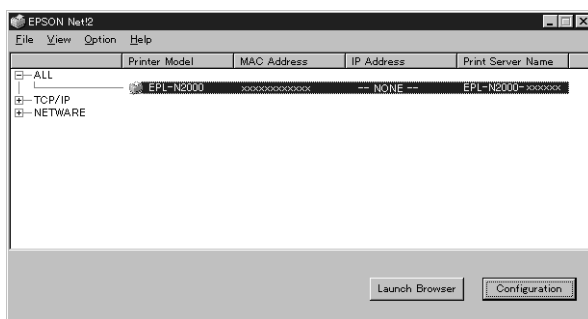 EPSON Net!2
File View Option Help
Printer Model MAC Address IP Address Print Server Name
ALL
EPL-N2000 xxxxxxxxxxxx -- NONE -- EPL-N2000-xxxxxx
TCP/IP
NETWARE
Launch Browser Configuration